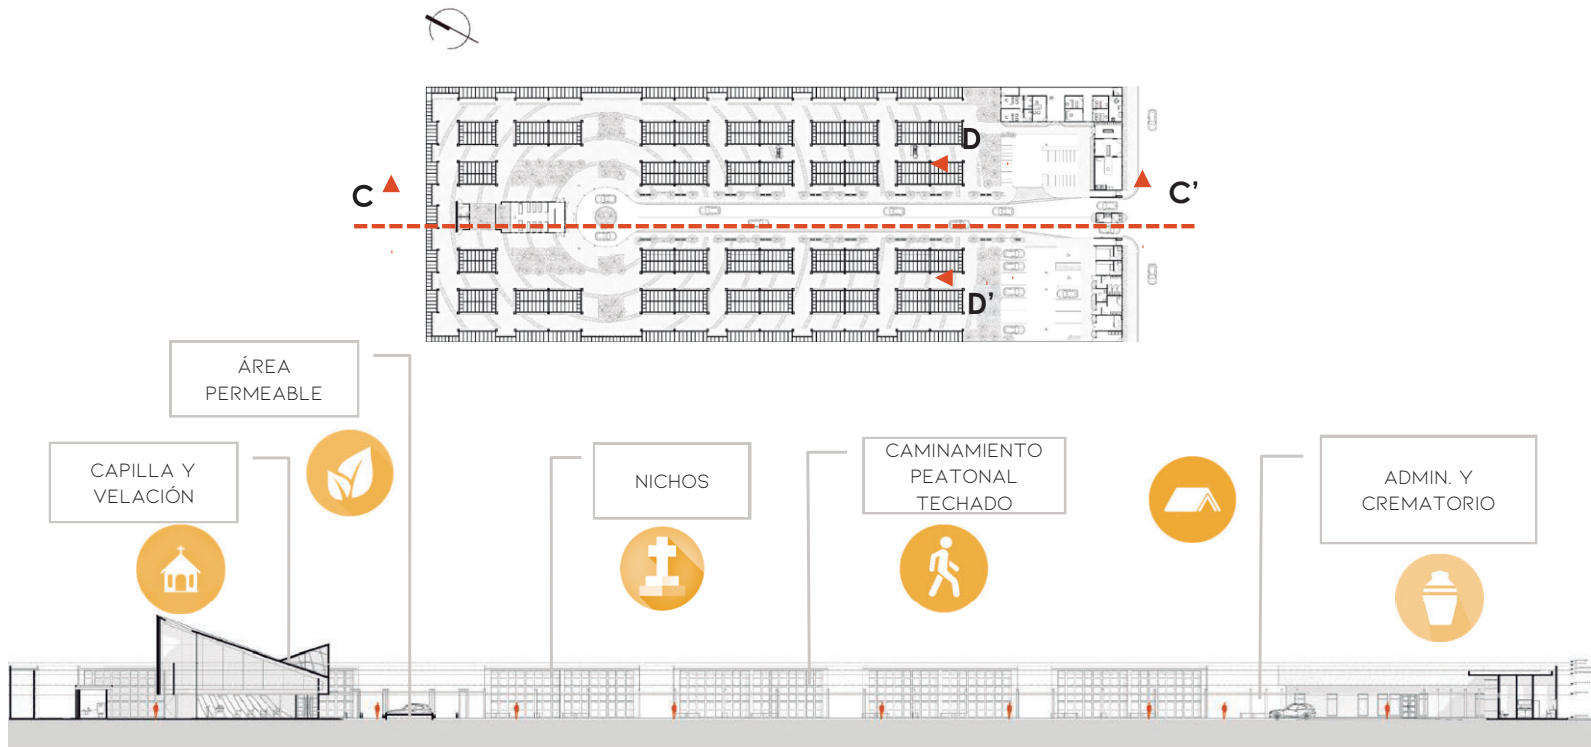 D
C
C'
D'
ÁREA
PERMEABLE
CAPILLA Y
VELACIÓN
NICHOS
CAMINAMIENTO
PEATONAL
TECHADO
ADMIN. Y
CREMATORIO